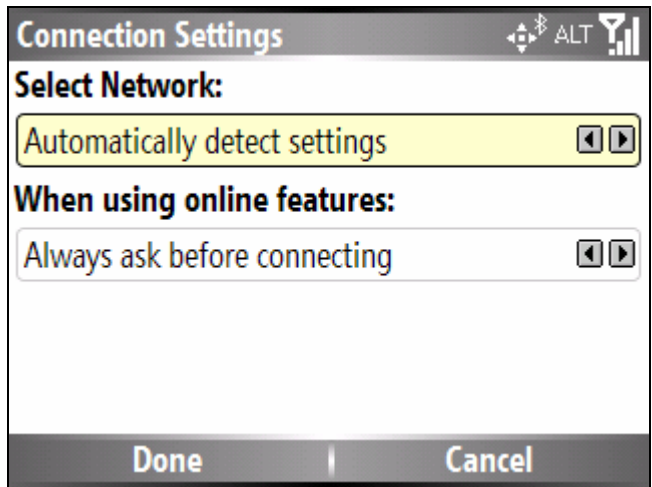 Connection Settings ALT
Select Network:
Automatically detect settings
When using online features:
Always ask before connecting
Done Cancel